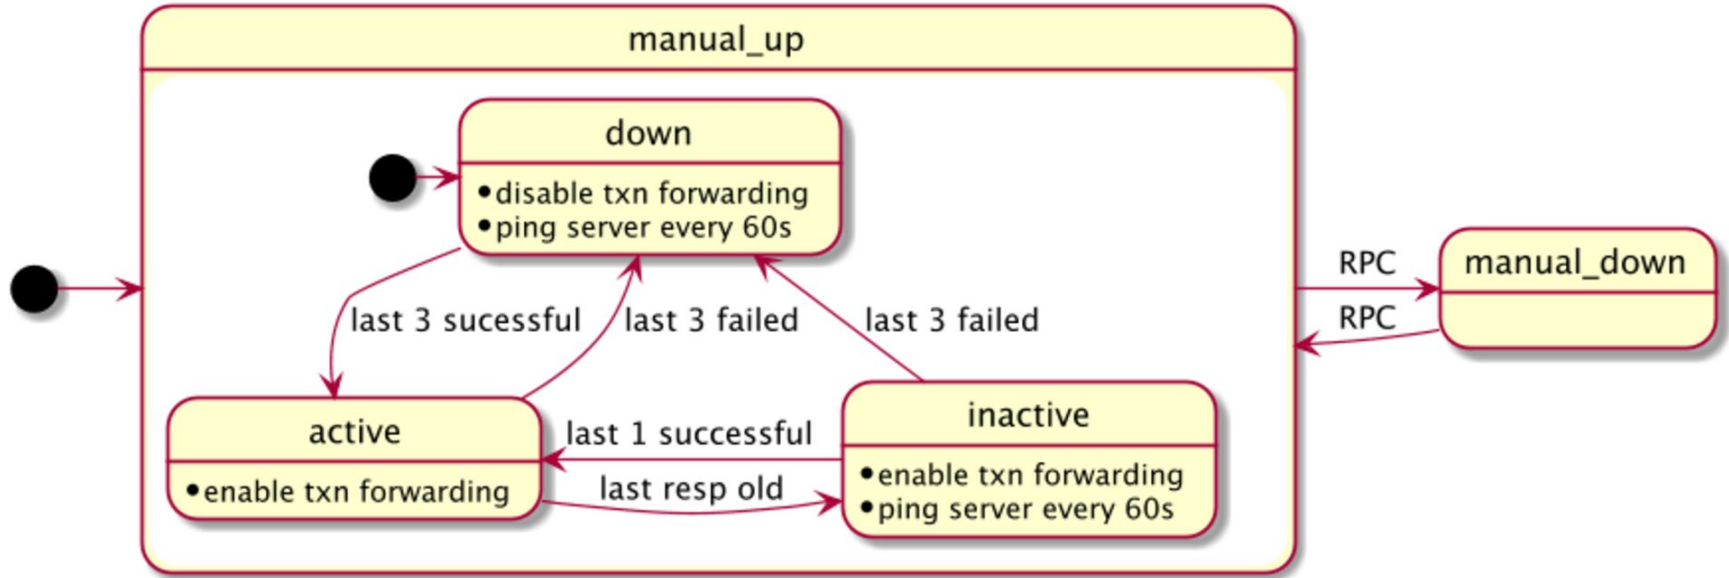 manual_up
down
•disable txn forwarding
•ping server every 60s
RPC
manual_down
RPC
last 3 sucessful
last 3 failed
last 3 failed
active
•enable txn forwarding
last 1 successful
last resp old
inactive
•enable txn forwarding
•ping server every 60s